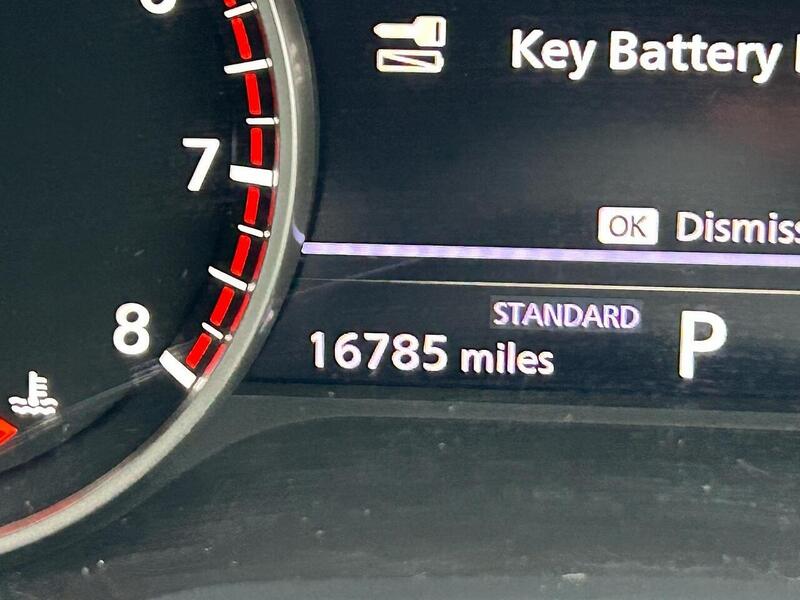 Key Battery
7
OK Dismiss
STANDARD
8
16785 miles P